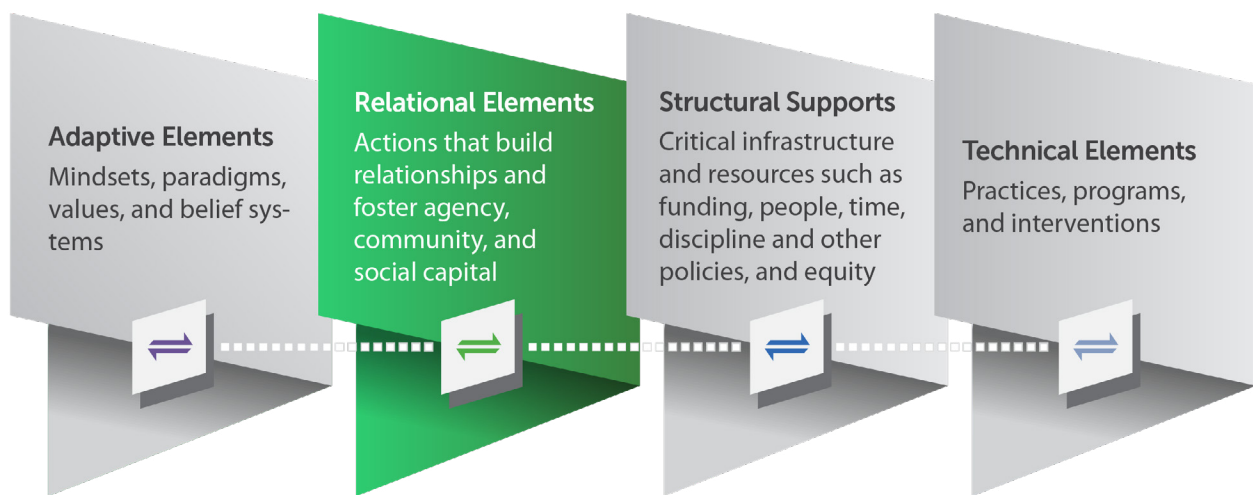 Adaptive Elements
Mindsets, paradigms,
values, and belief sys-
tems
Relational Elements
Actions that build
relationships and
foster agency,
community, and
social capital
Structural Supports
Critical infrastructure
and resources such as
funding, people, time,
discipline and other
policies, and equity
Technical Elements
Practices, programs,
and interventions